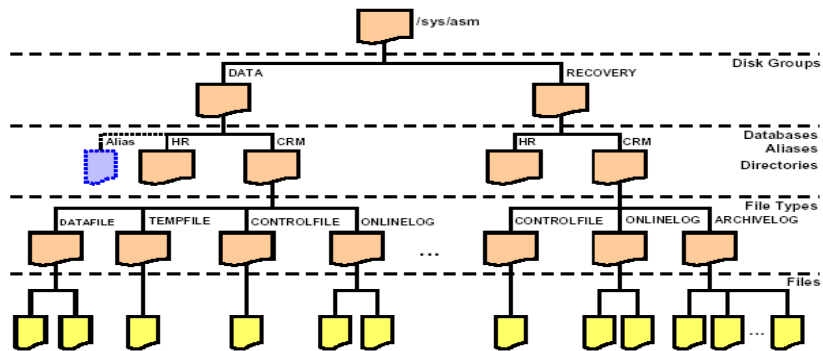 /sys/asm
Disk Groups
DATA
RECOVERY
Databases
Aliases
Directories
Alias
HR
CRM
HR
CRM
File Types
DATAFILE
TEMPFILE
CONTROLFILE
ONLINELOG
...
CONTROLFILE
ONLINELOG
ARCHIVELOG
Files
...